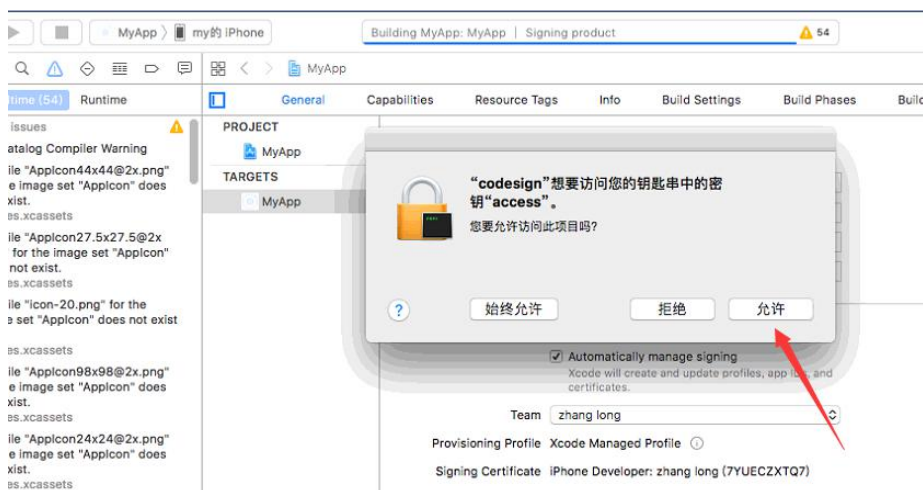 MyApp
my的 iPhone
Building MyApp: MyApp | Signing product
54
MyApp
(54)
Runtime
General
Capabilities
Resource Tags
Info
Build Settings
Build Phases
issues
Compiler Warning
"AppIcon44x44@2x.png"
e image set "AppIcon" does
xist.
es.xcassets
ile "AppIcon27.5x27.5@2x
for the image set "AppIcon"
not exist.
es.xcassets
ile "icon-20.png" for the
e set "AppIcon" does not exist
es.xcassets
ile "AppIcon98x98@2x.png"
e image set "AppIcon" does
xist.
es.xcassets
ile "AppIcon24x24@2x.png"
e image set "AppIcon" does
xist.
es.xcassets
PROJECT
MyApp
TARGETS
MyApp
“codesign”想要访问您的钥匙串中的密
钥“access”。
您要允许访问此项目吗?
?
始终允许
拒绝
允许
Automatically manage signing
Xcode will create and update profiles, app IDs, and
certificates.
Team
zhang long
Provisioning Profile
Xcode Managed Profile
Signing Certificate
iPhone Developer: zhang long (7YUECZXTQ7)